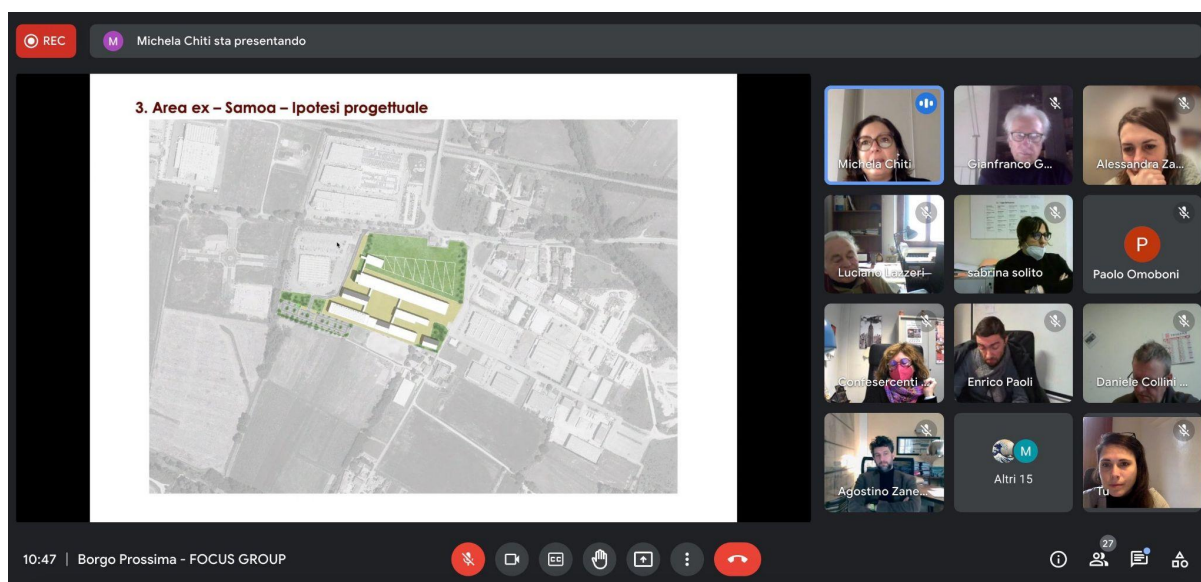 REC
M
Michela Chiti sta presentando
3. Area ex – Samoa – Ipotesi progettuale
Michela Chiti
Gianfranco G...
Alessandra Za...
Luciano Lazzeri
sabrina solito
P
Paolo Omoboni
Confesercenti ...
Enrico Paoli
Daniele Collini ...
Agostino Zane...
M
Altri 15
Tu
10:47 | Borgo Prossima - FOCUS GROUP
CC
27